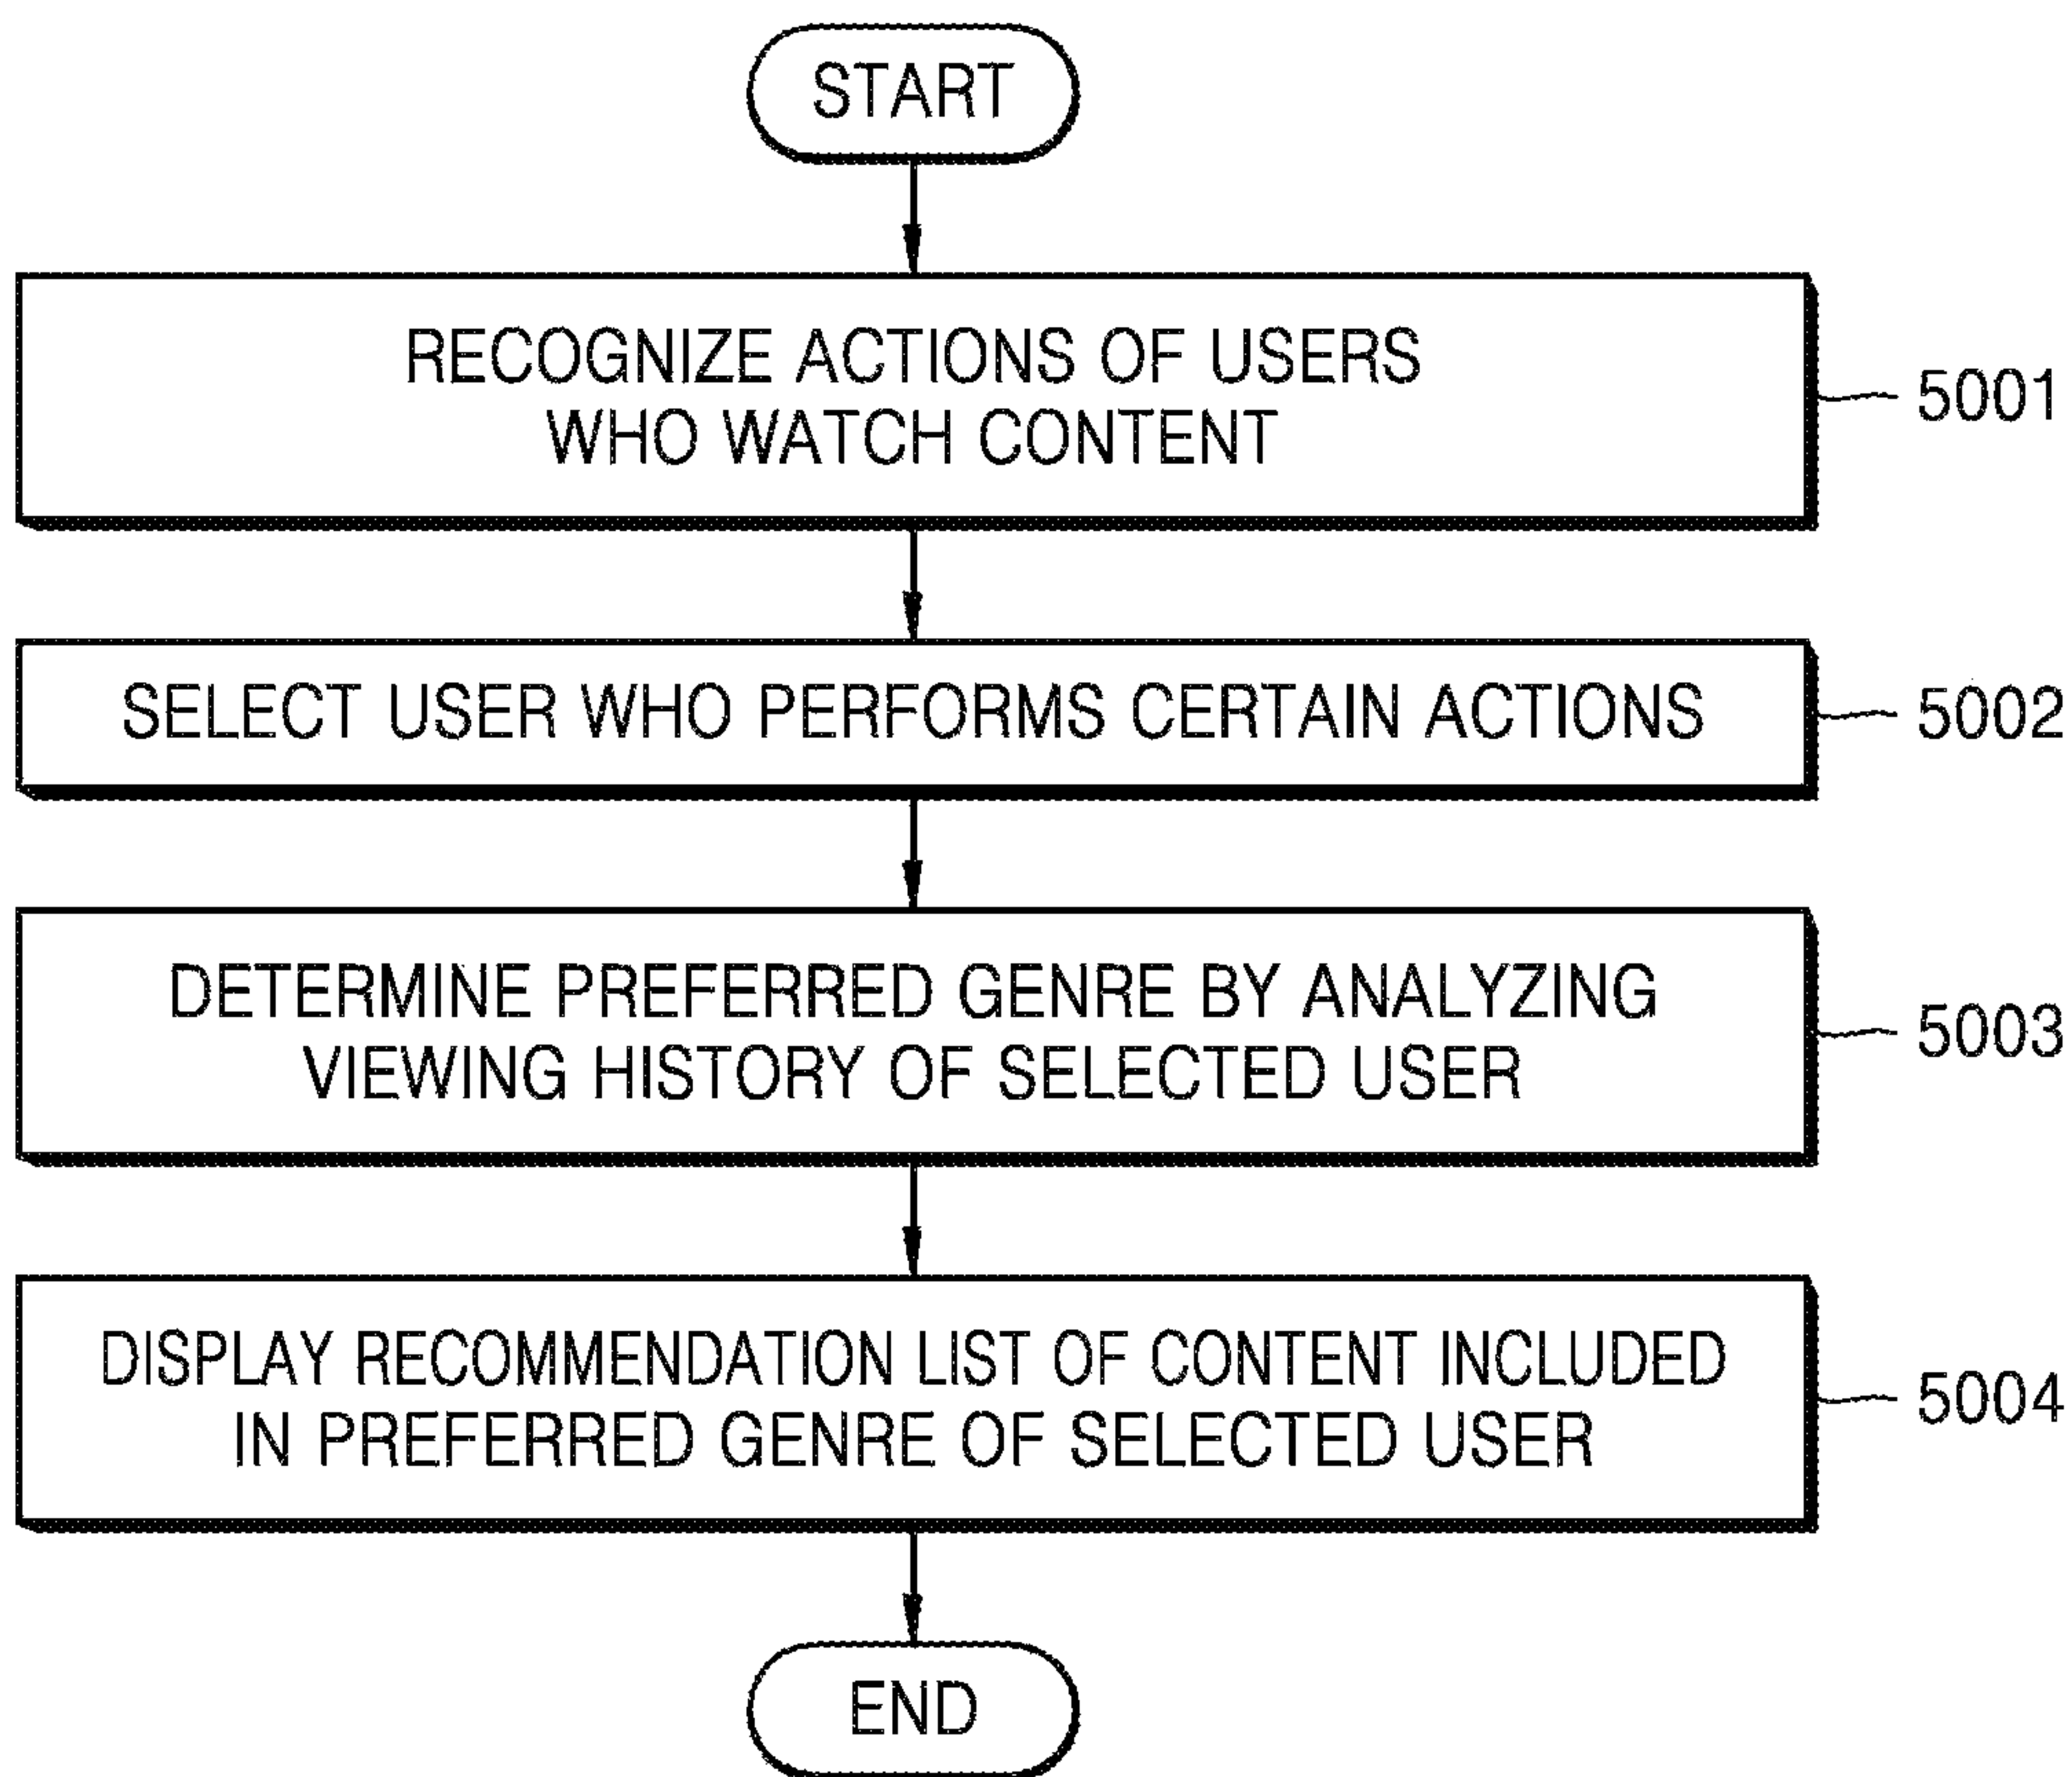 START
RECOGNIZE ACTIONS OF USERS
WHO WATCH CONTENT
5001
SELECT USER WHO PERFORMS CERTAIN ACTIONS
5002
DETERMINE PREFERRED GENRE BY ANALYZING
VIEWING HISTORY OF SELECTED USER
5003
DISPLAY RECOMMENDATION LIST OF CONTENT INCLUDED
IN PREFERRED GENRE OF SELECTED USER
5004
END